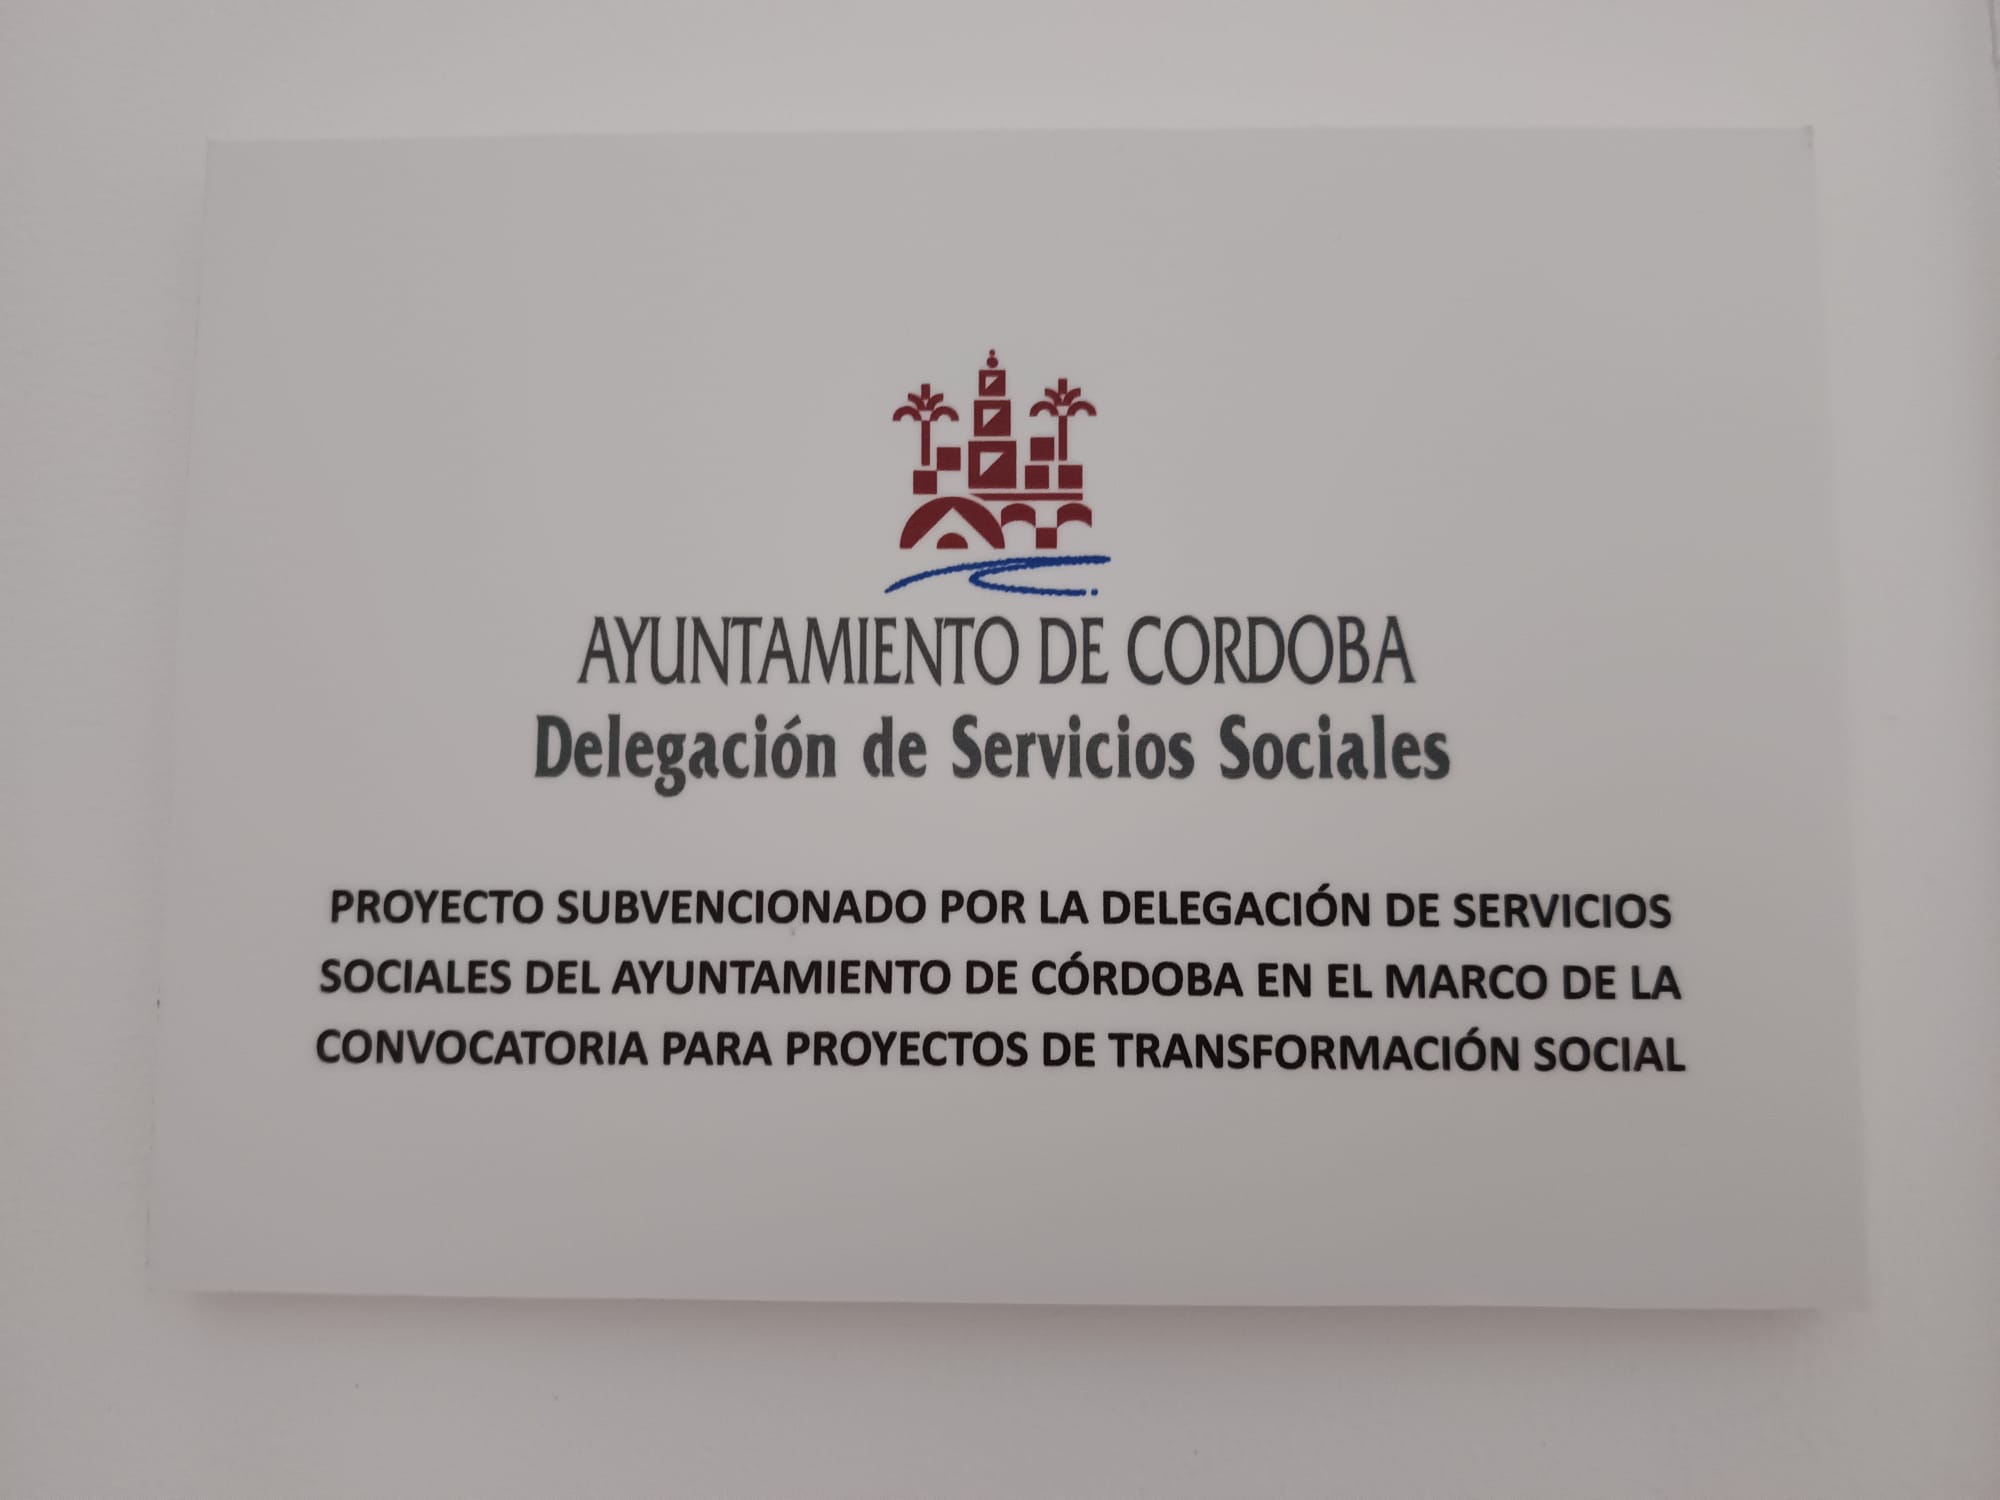 AYUNTAMIENTO DE CORDOBA
Delegación de Servicios Sociales
PROYECTO SUBVENCIONADO POR LA DELEGACIÓN DE SERVICIOS
SOCIALES DEL AYUNTAMIENTO DE CÓRDOBA EN EL MARCO DE LA
CONVOCATORIA PARA PROYECTOS DE TRANSFORMACIÓN SOCIAL